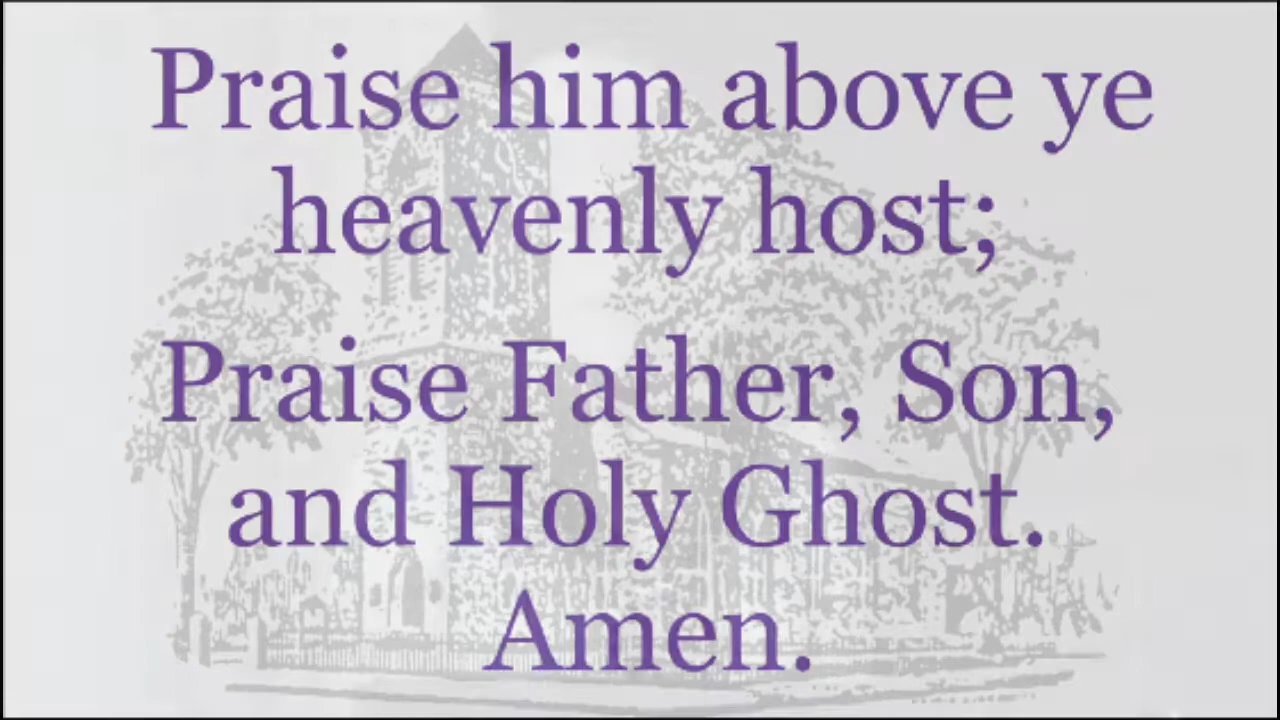 Praise him above ye
heavenly host;
Praise Father, Son,
and Holy Ghost.
Amen.